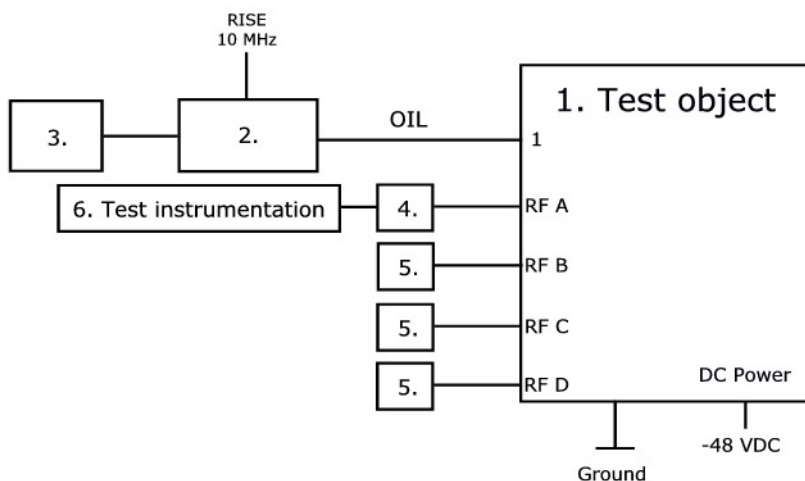 RISE
10 MHz
1. Test object
3.
2.
OIL
1
6. Test instrumentation
4.
RF A
5.
RF B
5.
RF C
5.
RF D
DC Power
-48 VDC
Ground